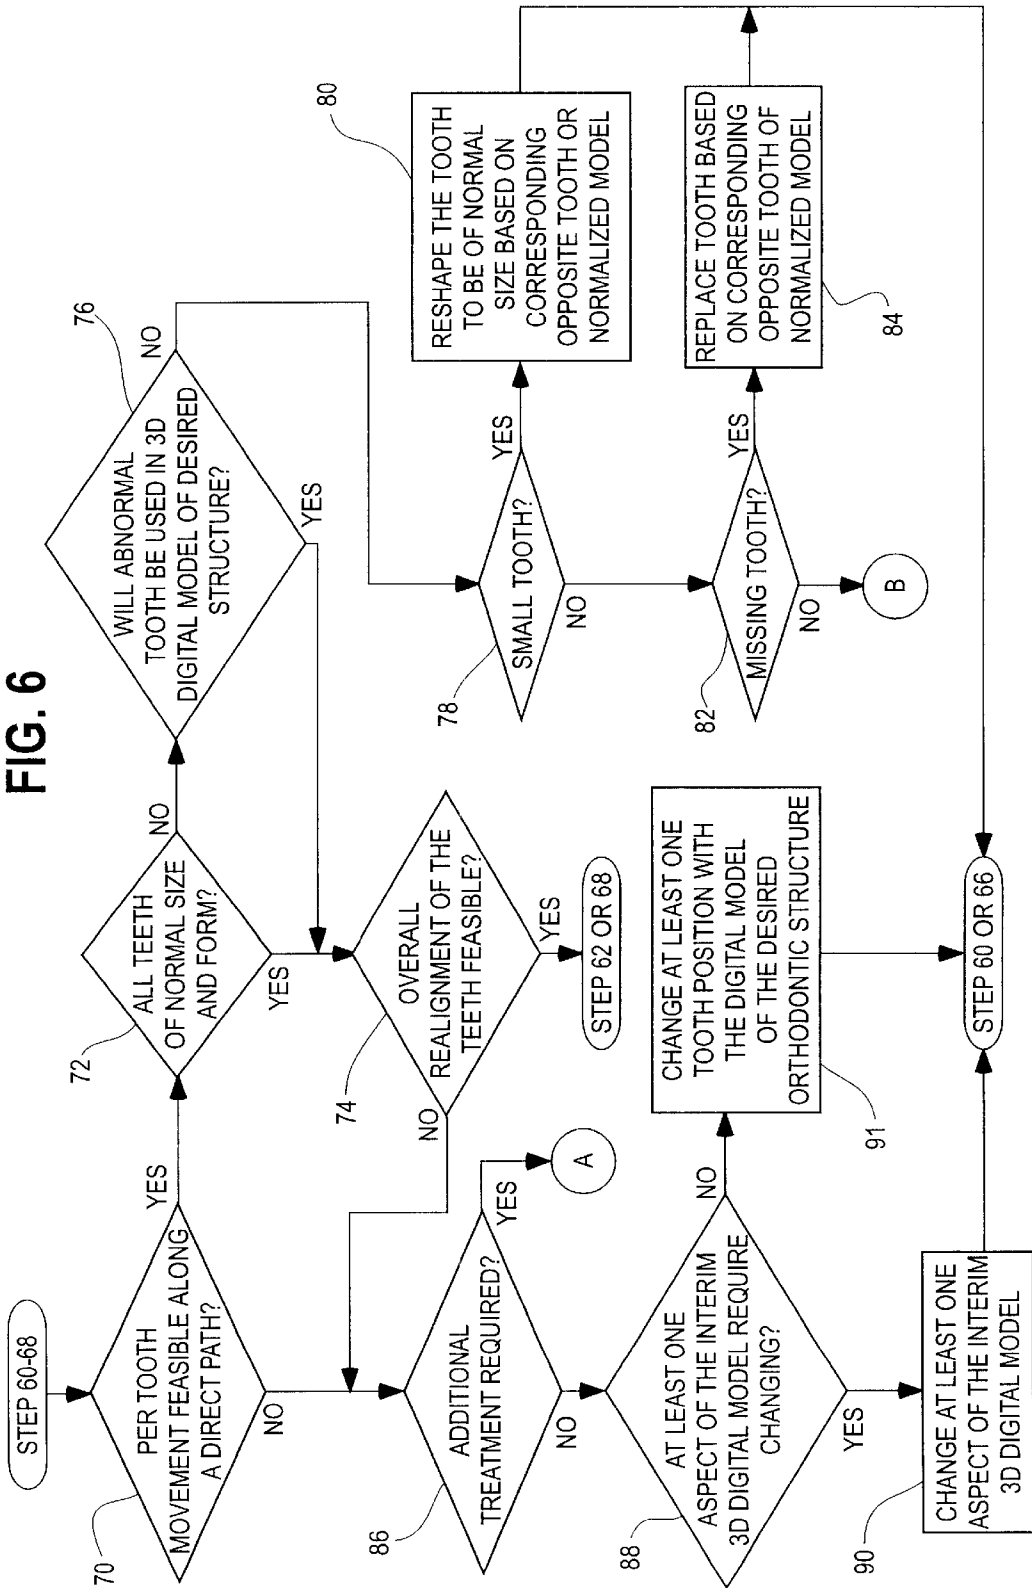 FIG. 6
STEP 60-68
PER TOOTH
MOVEMENT FEASIBLE ALONG
A DIRECT PATH?
70
YES
NO
ALL TEETH
OF NORMAL SIZE
AND FORM?
72
NO
YES
WILL ABNORMAL
TOOTH BE USED IN 3D
DIGITAL MODEL OF DESIRED
STRUCTURE?
76
NO
YES
OVERALL
REALIGNMENT OF THE
TEETH FEASIBLE?
74
NO
YES
STEP 62 OR 68
SMALL TOOTH?
78
YES
NO
RESHAPE THE TOOTH
TO BE OF NORMAL
SIZE BASED ON
CORRESPONDING
OPPOSITE TOOTH OR
NORMALIZED MODEL
80
MISSING TOOTH?
82
YES
NO
REPLACE TOOTH BASED
ON CORRESPONDING
OPPOSITE TOOTH OF
NORMALIZED MODEL
84
B
ADDITIONAL
TREATMENT REQUIRED?
86
YES
NO
A
AT LEAST ONE
ASPECT OF THE INTERIM
3D DIGITAL MODEL REQUIRE
CHANGING?
88
NO
YES
CHANGE AT LEAST ONE
TOOTH POSITION WITH
THE DIGITAL MODEL
OF THE DESIRED
ORTHODONTIC STRUCTURE
91
CHANGE AT LEAST ONE
ASPECT OF THE INTERIM
3D DIGITAL MODEL
90
STEP 60 OR 66